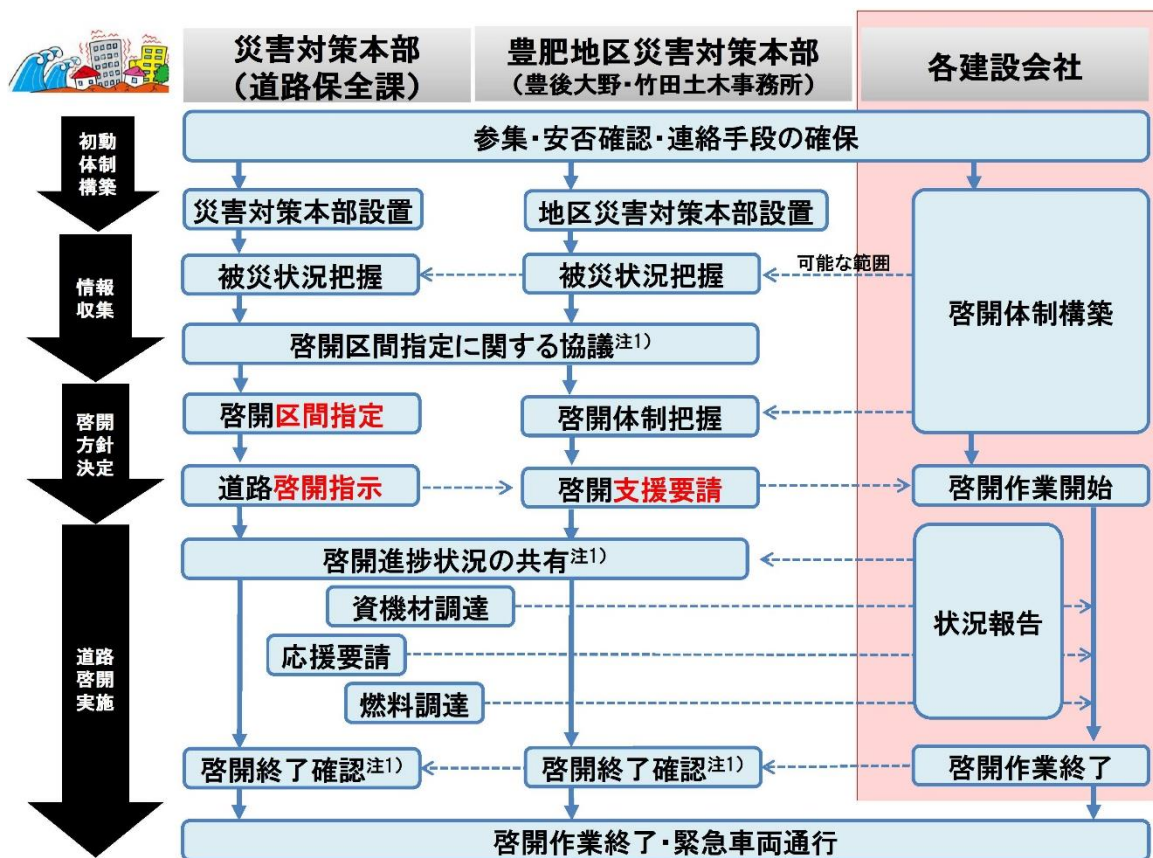 災害対策本部
（道路保全課）
豊肥地区災害対策本部
（豊後大野・竹田土木事務所）
各建設会社
初動
体制
構築
参集・安否確認・連絡手段の確保
災害対策本部設置
地区災害対策本部設置
情報
収集
被災状況把握
被災状況把握
可能な範囲
啓開体制構築
啓開区間指定に関する協議注1）
啓開
方針
決定
啓開区間指定
啓開体制把握
道路啓開指示
啓開支援要請
啓開作業開始
道路
啓開
実施
啓開進捗状況の共有注1）
資機材調達
状況報告
応援要請
燃料調達
啓開終了確認注1）
啓開終了確認注1）
啓開作業終了
啓開作業終了・緊急車両通行